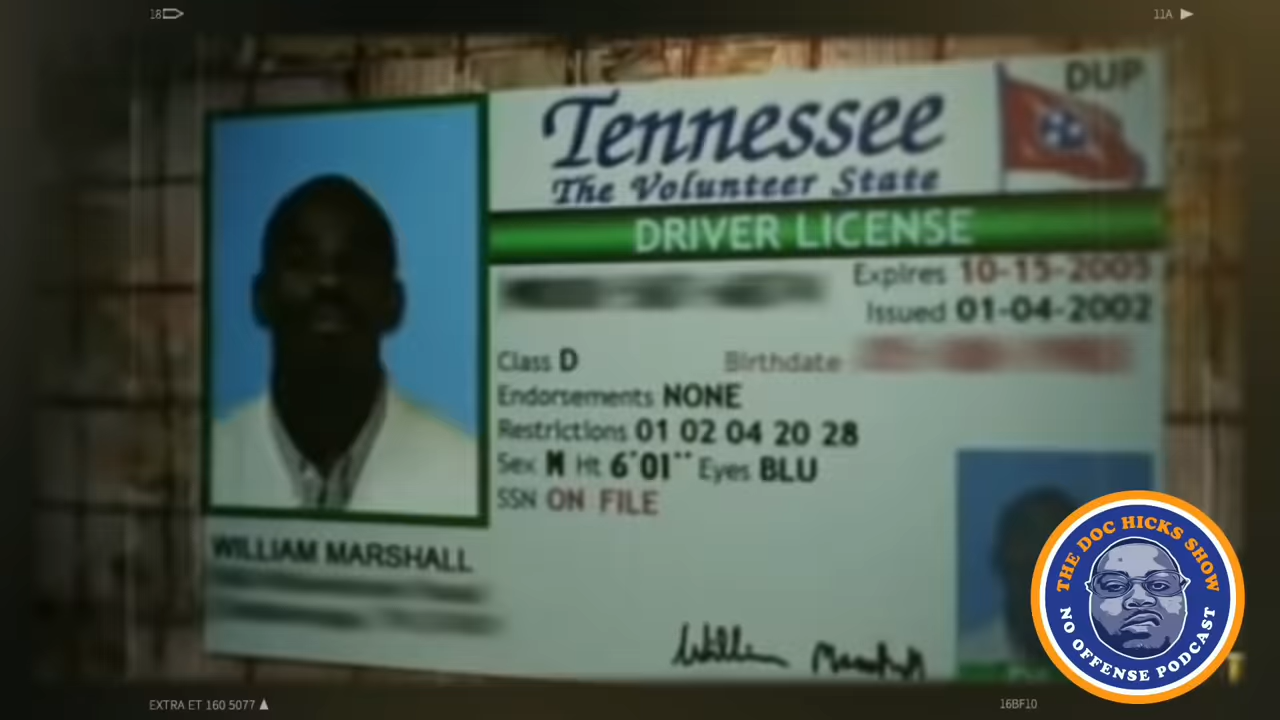 18
11A
Tennessee
The Volunteer State
DUP
DRIVER LICENSE
Expires 10-15-2005
Issued 01-04-2002
Class D
Birthdate
Endorsements NONE
Restrictions 01 02 04 20 28
Sex M Ht 6'01" Eyes BLU
SSN ON FILE
WILLIAM MARSHALL
William Marshall
THE DOC HICKS SHOW
NO OFFENSE PODCAST
EXTRA ET 160 5077
16BF10